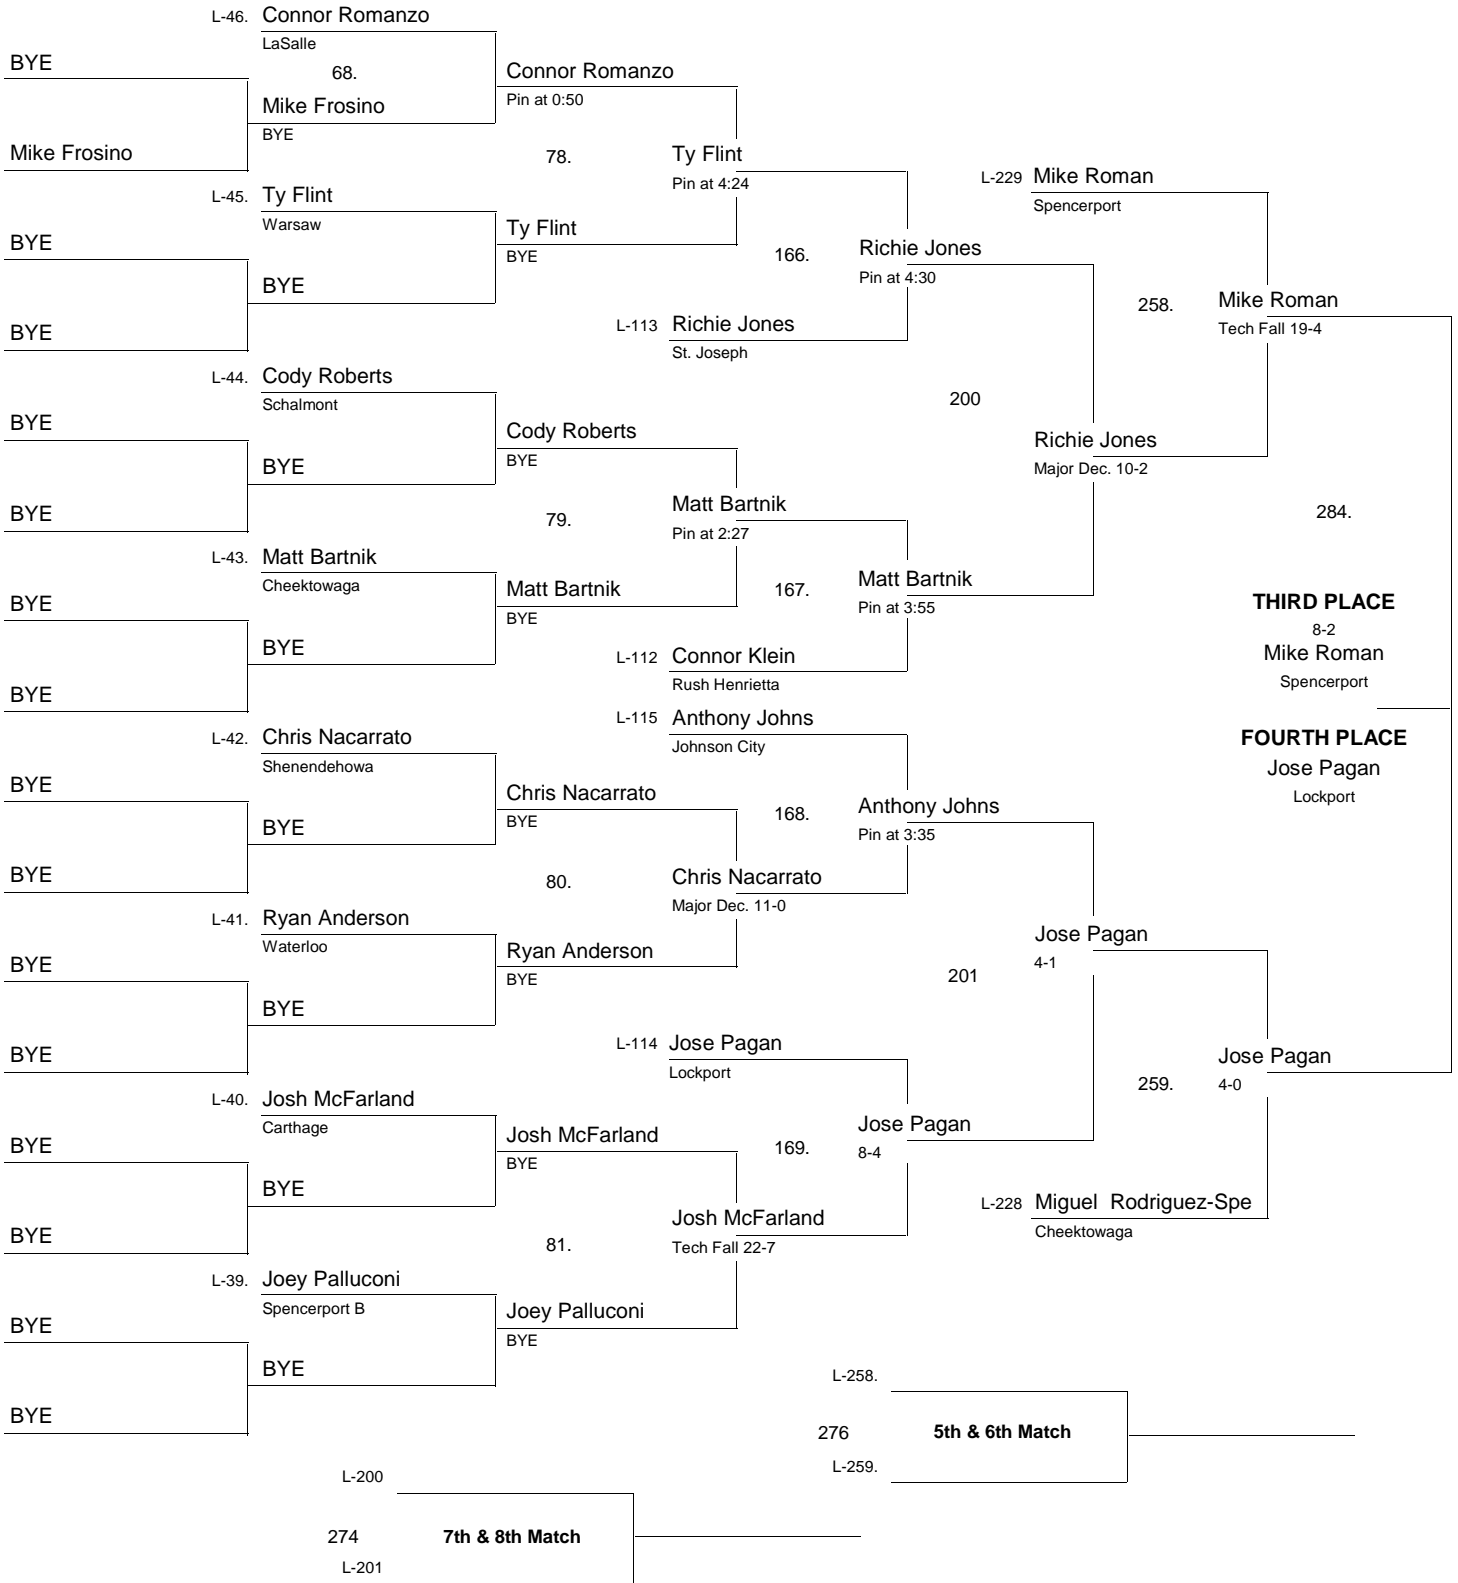 L-46. Connor Romanzo
LaSalle
BYE
68.
Connor Romanzo
Pin at 0:50
Mike Frosino
BYE
Mike Frosino
78.
Ty Flint
Pin at 4:24
L-229 Mike Roman
Spencerport
L-45. Ty Flint
Warsaw
Ty Flint
BYE
BYE
166.
Richie Jones
Pin at 4:30
BYE
258.
Mike Roman
Tech Fall 19-4
L-113 Richie Jones
St. Joseph
BYE
L-44. Cody Roberts
Schalmont
200
BYE
Cody Roberts
BYE
Richie Jones
Major Dec. 10-2
BYE
Matt Bartnik
Pin at 2:27
BYE
79.
284.
L-43. Matt Bartnik
Cheektowaga
Matt Bartnik
BYE
167.
Matt Bartnik
Pin at 3:55
BYE
THIRD PLACE
8-2
Mike Roman
Spencerport
BYE
L-112 Connor Klein
Rush Henrietta
BYE
L-115 Anthony Johns
Johnson City
L-42. Chris Nacarrato
Shenendehowa
FOURTH PLACE
Jose Pagan
Lockport
BYE
Chris Nacarrato
BYE
168.
Anthony Johns
Pin at 3:35
BYE
BYE
80.
Chris Nacarrato
Major Dec. 11-0
L-41. Ryan Anderson
Waterloo
Jose Pagan
4-1
BYE
Ryan Anderson
BYE
201
BYE
L-114 Jose Pagan
Lockport
BYE
Jose Pagan
4-0
259.
L-40. Josh McFarland
Carthage
Josh McFarland
BYE
BYE
169.
Jose Pagan
8-4
BYE
L-228 Miguel  Rodriguez-Spe
Cheektowaga
Josh McFarland
Tech Fall 22-7
BYE
81.
L-39. Joey Palluconi
Spencerport B
Joey Palluconi
BYE
BYE
BYE
L-258.
BYE
276
5th & 6th Match
L-259.
L-200
274
7th & 8th Match
L-201